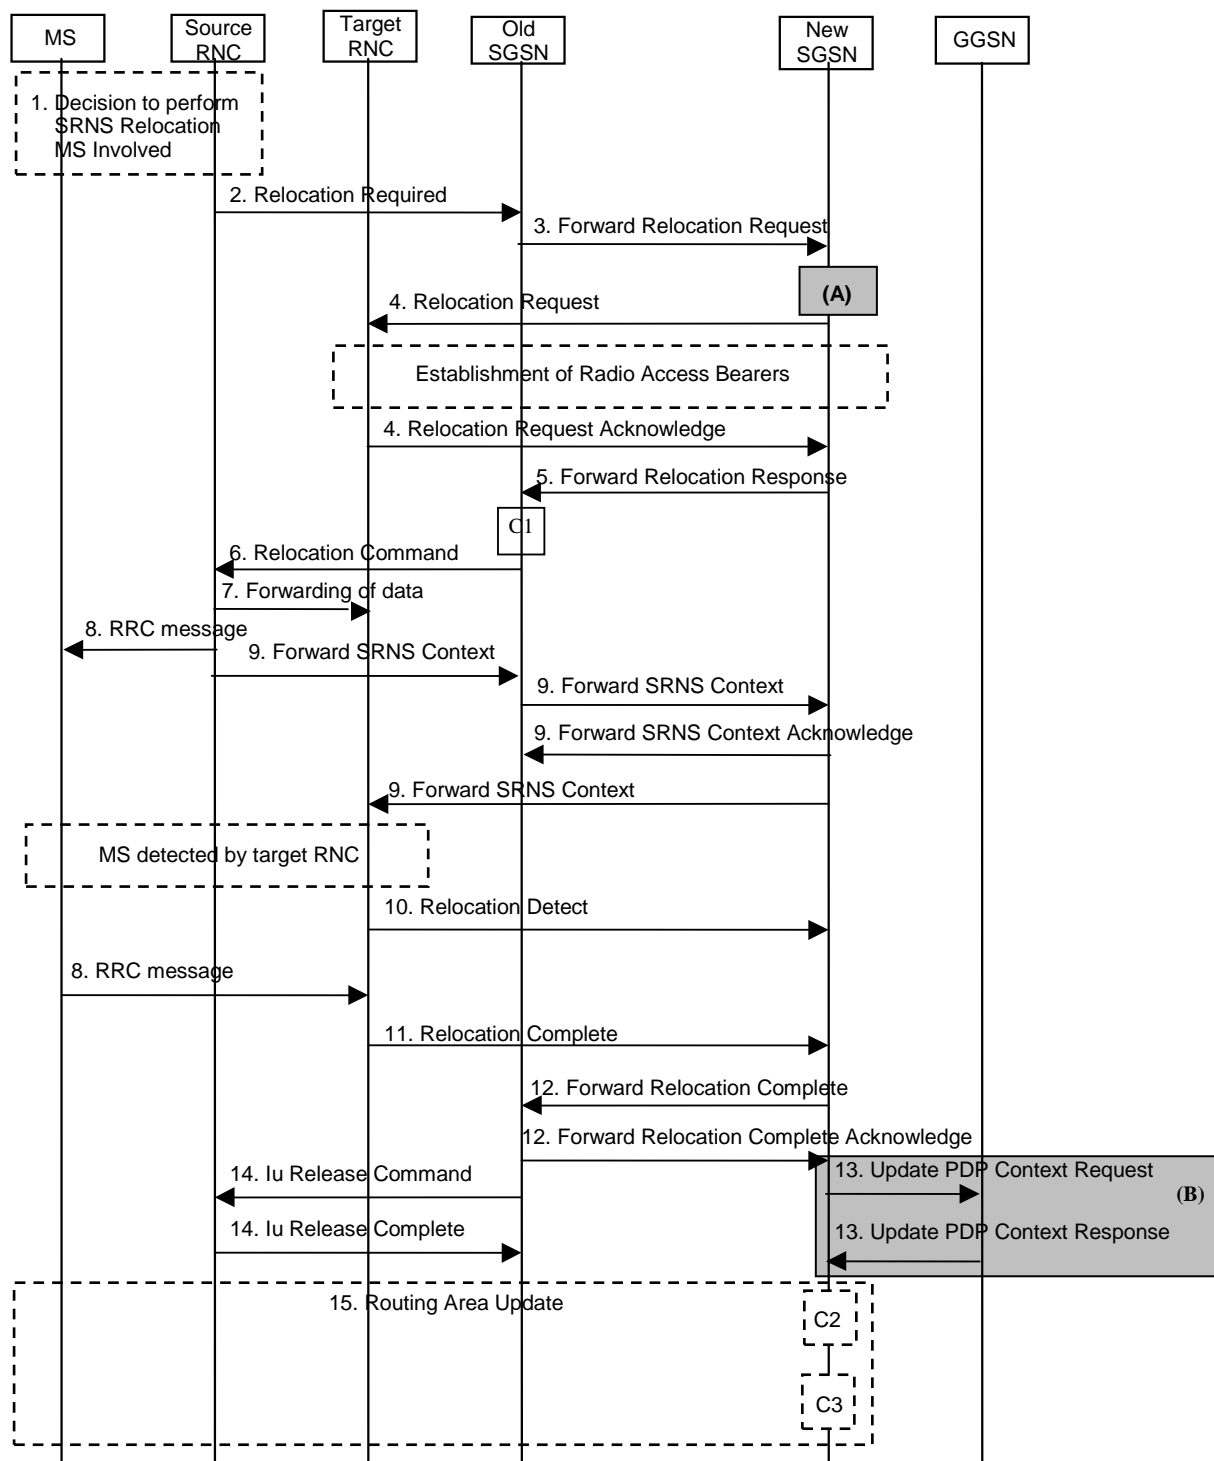 MS
Source
RNC
Target
RNC
Old
SGSN
New
SGSN
GGSN
1. Decision to perform
SRNS Relocation
MS Involved
2. Relocation Required
3. Forward Relocation Request
(A)
4. Relocation Request
Establishment of Radio Access Bearers
4. Relocation Request Acknowledge
5. Forward Relocation Response
C1
6. Relocation Command
7. Forwarding of data
8. RRC message
9. Forward SRNS Context
9. Forward SRNS Context
9. Forward SRNS Context Acknowledge
9. Forward SRNS Context
MS detected by target RNC
10. Relocation Detect
8. RRC message
11. Relocation Complete
12. Forward Relocation Complete
12. Forward Relocation Complete Acknowledge
14. Iu Release Command
13. Update PDP Context Request
(B)
14. Iu Release Complete
13. Update PDP Context Response
15. Routing Area Update
C2
C3